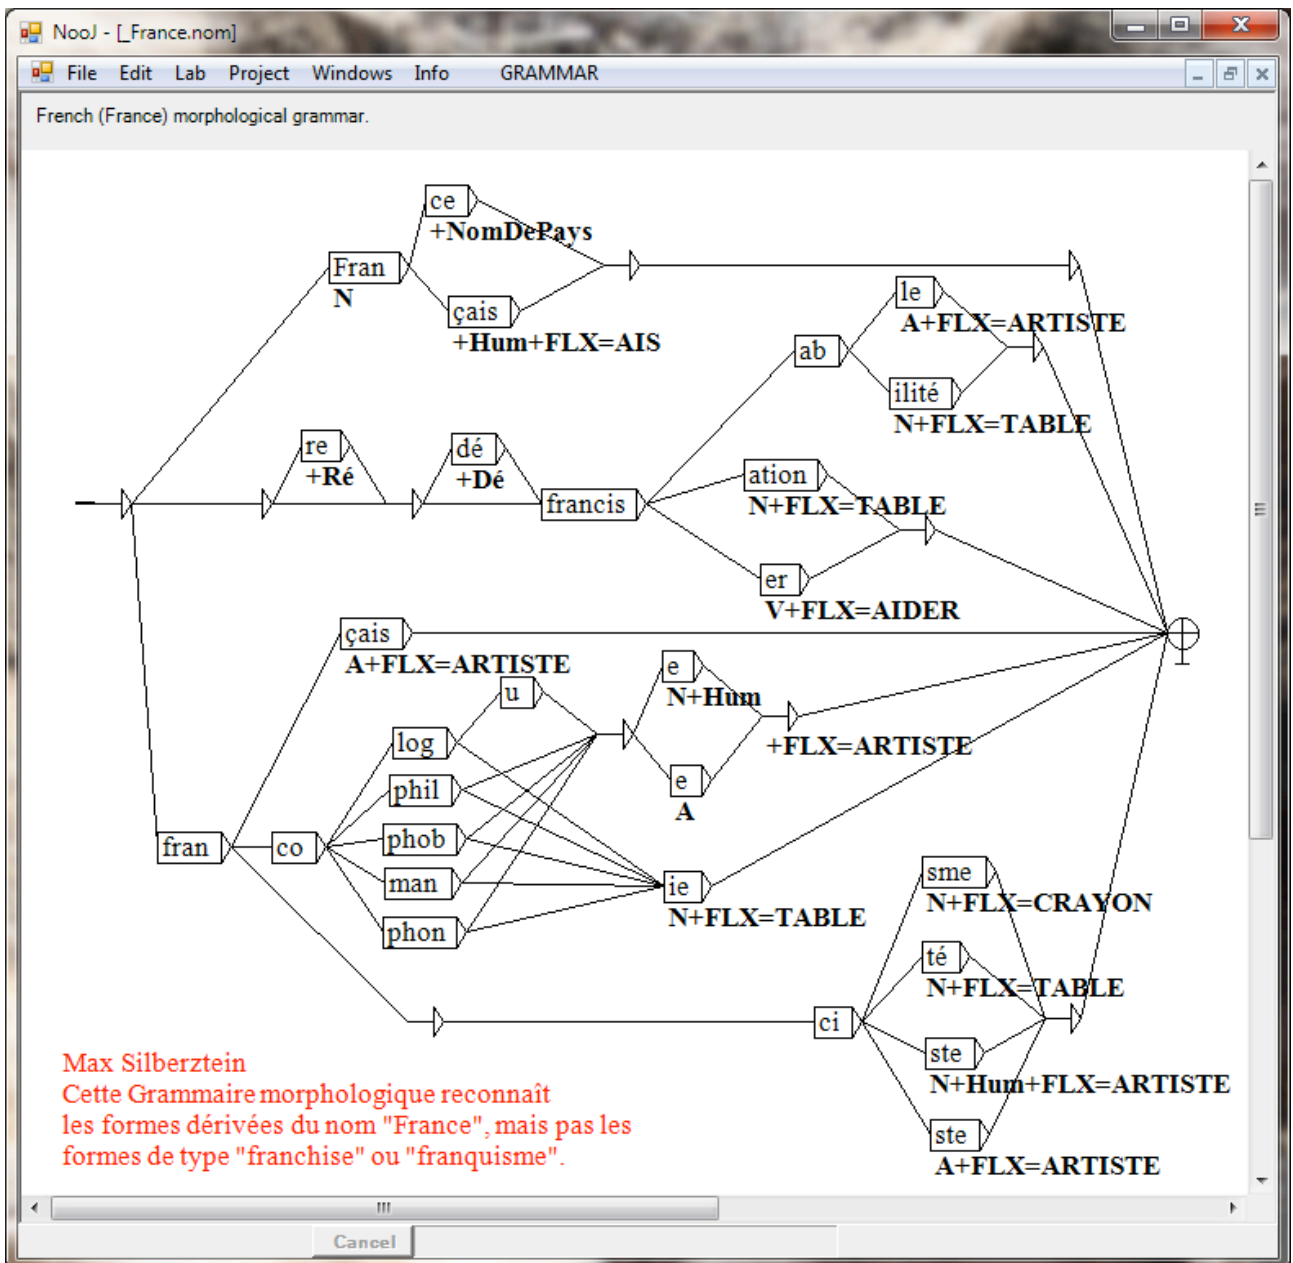 NooJ - [_France.nom]
File Edit Lab Project Windows Info GRAMMAR
French (France) morphological grammar.
ce
+NomDePays
Fran
N
çais
+Hum+FLX=AIS
le
A+FLX=ARTISTE
ab
ilité
N+FLX=TABLE
re
+Ré
dé
+Dé
francis
ation
N+FLX=TABLE
er
V+FLX=AIDER
çais
A+FLX=ARTISTE
u
e
N+Hum
log
+FLX=ARTISTE
phil
e
A
fran
co
phob
man
ie
N+FLX=TABLE
phon
sme
N+FLX=CRAYON
té
N+FLX=TABLE
ci
ste
N+Hum+FLX=ARTISTE
ste
A+FLX=ARTISTE
Max Silberztein
Cette Grammaire morphologique reconnaît
les formes dérivées du nom "France", mais pas les
formes de type "franchise" ou "franquisme".
Cancel